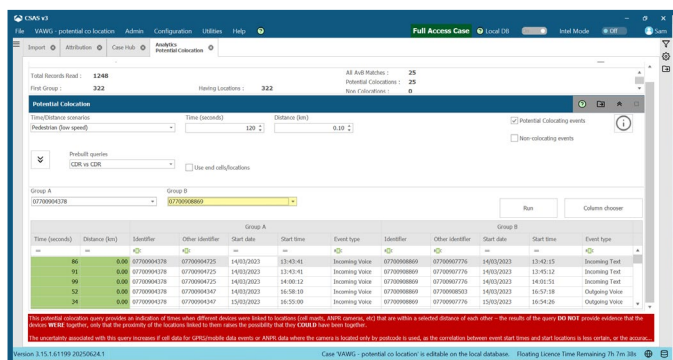 CSAS v3
File VAWG - potential co location Admin Configuration Utilities Help Full Access Case Local DB Intel Mode Off Sam
Import Attribution Case Hub Analytics
Potential Colocation
Total Records Read : 1248
All AvB Matches : 25
Potential Colocations : 25
First Group : 322 Having Locations : 322
Non Colocations : 0
Potential Colocation
Time/Distance scenarios Time (seconds) Distance (km)
Pedestrian (low speed) 120 0.10
Potential Colocating events
Non-colocating events
Prebuilt queries
CDR vs CDR
Use end cells/locations
Group A Group B
07700904378 07700908869
Run Column chooser
Group A Group B
Time (seconds) Distance (km) Identifier Other identifier Start date Start time Event type Identifier Other identifier Start date Start time Event type
86 0.00 07700904378 07700904725 14/03/2023 13:43:41 Incoming Voice 07700908869 07700907776 14/03/2023 13:42:15 Incoming Text
91 0.00 07700904378 07700904725 14/03/2023 13:43:41 Incoming Voice 07700908869 07700907776 14/03/2023 13:45:12 Incoming Text
99 0.00 07700904378 07700904725 14/03/2023 14:00:12 Incoming Voice 07700908869 07700907776 14/03/2023 14:01:51 Incoming Text
52 0.00 07700904378 07700904347 14/03/2023 16:58:10 Incoming Voice 07700908869 07700908503 14/03/2023 16:57:18 Outgoing Voice
34 0.00 07700904378 07700904347 15/03/2023 16:55:00 Incoming Voice 07700908869 07700907776 15/03/2023 16:54:26 Outgoing Voice
This potential colocation query provides an indication of times when different devices were linked to locations (cell masts, ANPR cameras, etc) that are within a selected distance of each other – the results of the query DO NOT provide evidence that the
devices WERE together, only that the proximity of the locations linked to them raises the possibility that they COULD have been together.
The uncertainty associated with this query increases if cell data for GPRS/mobile data events or ANPR data where the camera is located only by postcode is used, as the correlation between event start times and start locations is less certain, or the accurac...
Version 3.15.1.61199 20250624.1 Case 'VAWG - potential co location' is editable on the local database. Floating Licence Time Remaining 7h 7m 38s...